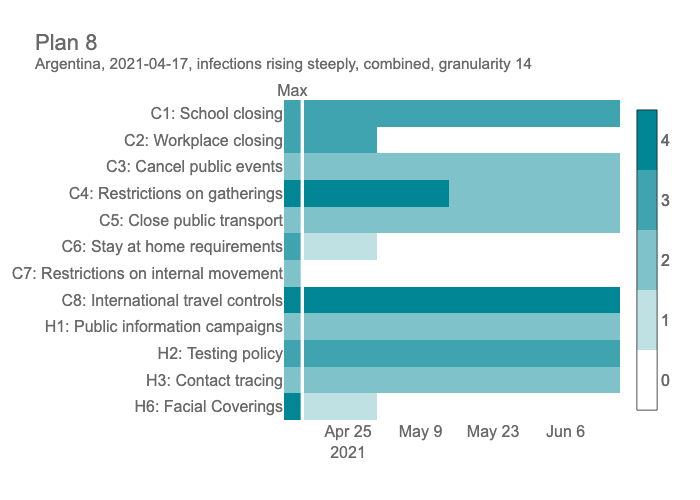 Plan 8
Argentina, 2021-04-17, infections rising steeply, combined, granularity 14
Max
C1: School closing
C2: Workplace closing
C3: Cancel public events
C4: Restrictions on gatherings
C5: Close public transport
C6: Stay at home requirements
C7: Restrictions on internal movement
C8: International travel controls
H1: Public information campaigns
H2: Testing policy
H3: Contact tracing
H6: Facial Coverings
Apr 25 May 9 May 23 Jun 6
2021
4
3
2
1
0